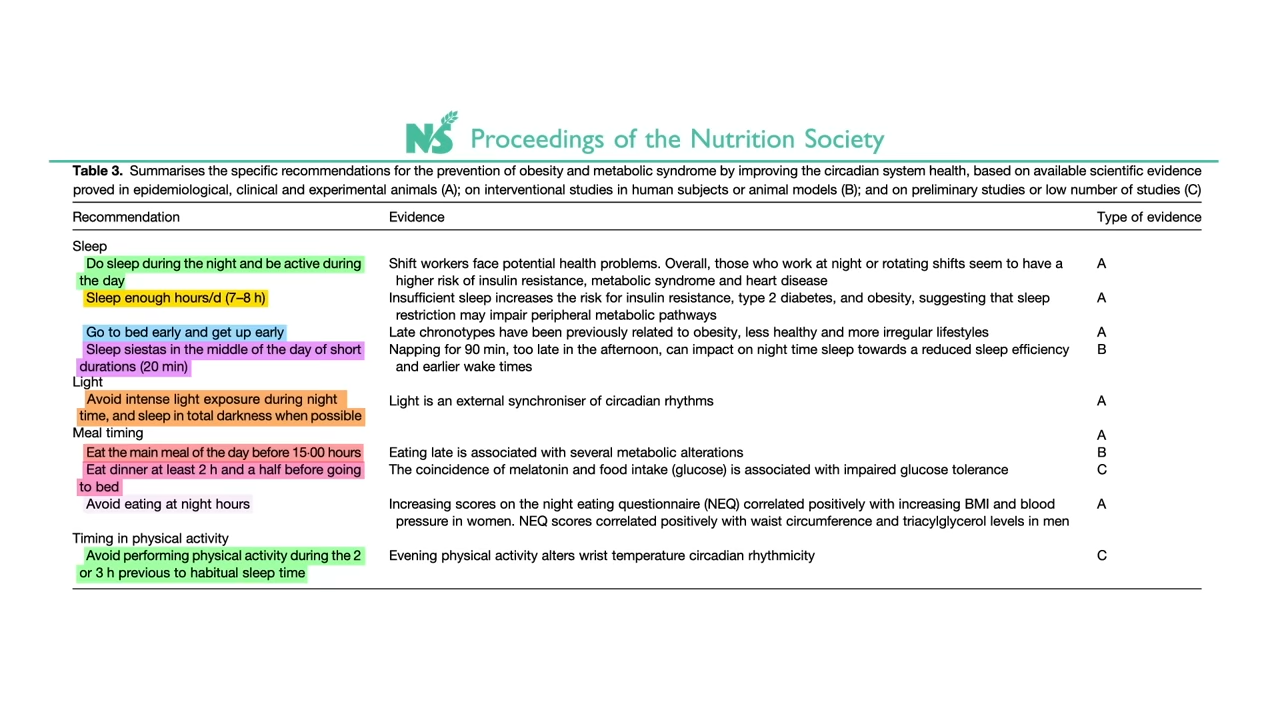 NS Proceedings of the Nutrition Society
Table 3. Summarises the specific recommendations for the prevention of obesity and metabolic syndrome by improving the circadian system health, based on available scientific evidence
proved in epidemiological, clinical and experimental animals (A); on interventional studies in human subjects or animal models (B); and on preliminary studies or low number of studies (C)
Recommendation Evidence Type of evidence
Sleep
Do sleep during the night and be active during Shift workers face potential health problems. Overall, those who work at night or rotating shifts seem to have a A
the day higher risk of insulin resistance, metabolic syndrome and heart disease
Sleep enough hours/d (7–8 h) Insufficient sleep increases the risk for insulin resistance, type 2 diabetes, and obesity, suggesting that sleep A
restriction may impair peripheral metabolic pathways
Go to bed early and get up early Late chronotypes have been previously related to obesity, less healthy and more irregular lifestyles A
Sleep siestas in the middle of the day of short Napping for 90 min, too late in the afternoon, can impact on night time sleep towards a reduced sleep efficiency B
durations (20 min) and earlier wake times
Light
Avoid intense light exposure during night Light is an external synchroniser of circadian rhythms A
time, and sleep in total darkness when possible
Meal timing A
Eat the main meal of the day before 15·00 hours Eating late is associated with several metabolic alterations B
Eat dinner at least 2 h and a half before going The coincidence of melatonin and food intake (glucose) is associated with impaired glucose tolerance C
to bed
Avoid eating at night hours Increasing scores on the night eating questionnaire (NEQ) correlated positively with increasing BMI and blood A
pressure in women. NEQ scores correlated positively with waist circumference and triacylglycerol levels in men
Timing in physical activity
Avoid performing physical activity during the 2 Evening physical activity alters wrist temperature circadian rhythmicity C
or 3 h previous to habitual sleep time